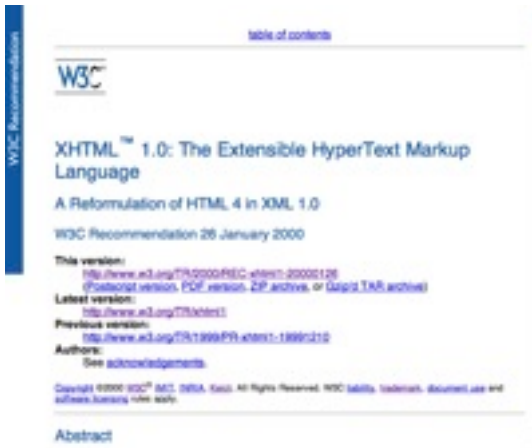 table of contents
W3C Recommendation
W3C
XHTML™ 1.0: The Extensible HyperText Markup
Language
A Reformulation of HTML 4 in XML 1.0
W3C Recommendation 26 January 2000
This version:
http://www.w3.org/TR/2000/REC-xhtml1-20000126
(Postscript version, PDF version, ZIP archive, or Gzip'd TAR archive)
Latest version:
http://www.w3.org/TR/xhtml1
Previous version:
http://www.w3.org/TR/1999/PR-xhtml1-19991210
Authors:
See acknowledgements.
Copyright ©2000 W3C® (MIT, INRIA, Keio), All Rights Reserved. W3C liability, trademark, document use and
software licensing rules apply.
Abstract